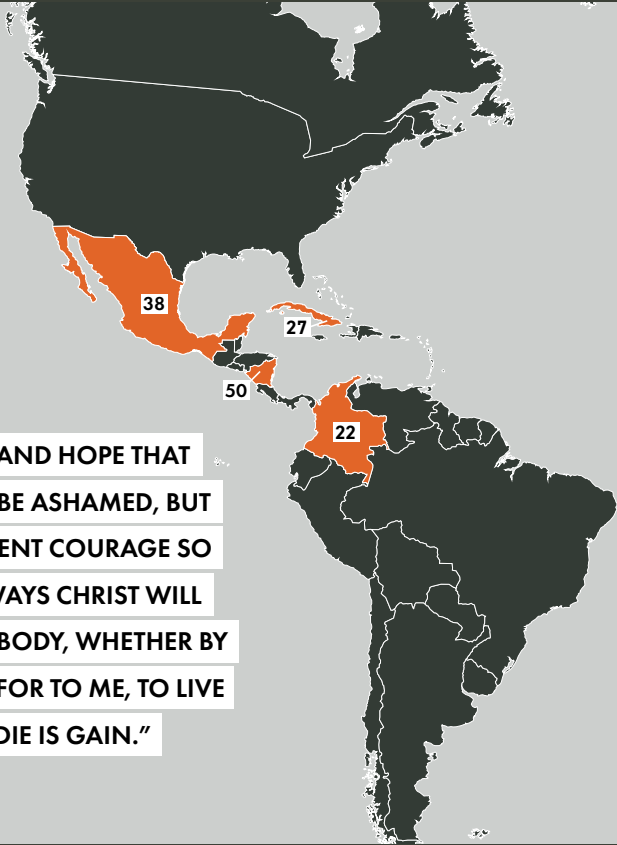 38
27
50
22
AND HOPE THAT
BE ASHAMED, BUT
ENT COURAGE SO
WAYS CHRIST WILL
BODY, WHETHER BY
FOR TO ME, TO LIVE
DIE IS GAIN.”